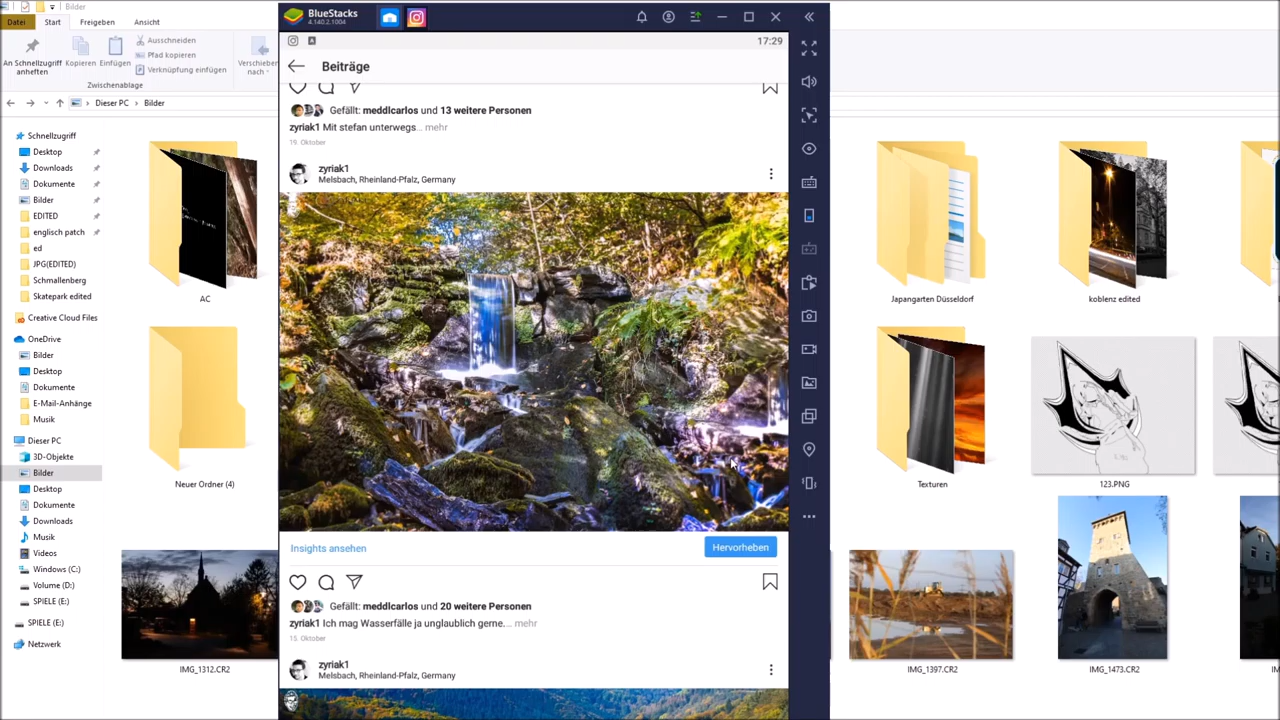 Bilder
Datei
Start
Freigeben
Ansicht
An Schnellzugriff
anheften
Kopieren
Einfügen
Ausschneiden
Pfad kopieren
Verknüpfung einfügen
Verschieben
nach
Zwischenablage
Dieser PC
Bilder
Schnellzugriff
Desktop
Downloads
Dokumente
Bilder
EDITED
englisch patch
ed
JPG(EDITED)
Schmallenberg
Skatepark edited
Creative Cloud Files
OneDrive
Bilder
Desktop
Dokumente
E-Mail-Anhänge
Musik
Dieser PC
3D-Objekte
Bilder
Desktop
Dokumente
Downloads
Musik
Videos
Windows (C:)
Volume (D:)
SPIELE (E:)
SPIELE (E:)
Netzwerk
AC
Neuer Ordner (4)
IMG_1312.CR2
BlueStacks
4.140.2.1004
17:29
Beiträge
Gefällt: meddlcarlos und 13 weitere Personen
zyriak1 Mit stefan unterwegs... mehr
19. Oktober
zyriak1
Melsbach, Rheinland-Pfalz, Germany
Insights ansehen
Hervorheben
Gefällt: meddlcarlos und 20 weitere Personen
zyriak1 Ich mag Wasserfälle ja unglaublich gerne.... mehr
15. Oktober
zyriak1
Melsbach, Rheinland-Pfalz, Germany
Japangarten Düsseldorf
koblenz edited
Texturen
123.PNG
IMG_1397.CR2
IMG_1473.CR2